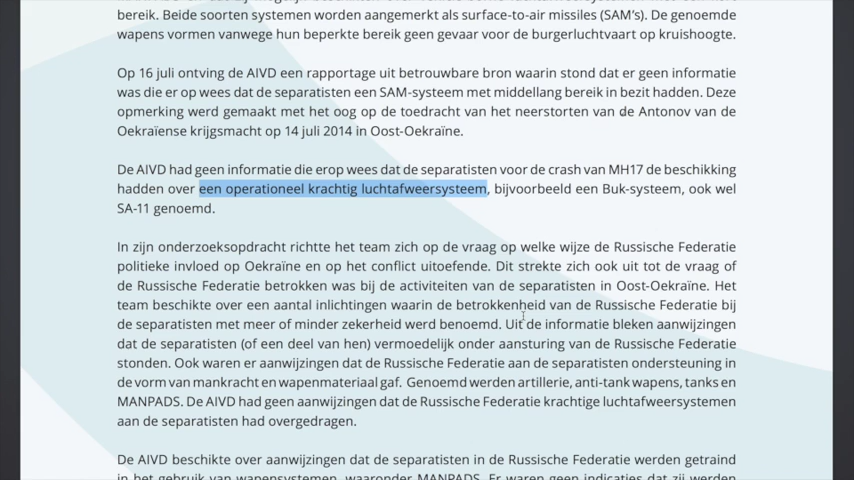 bereik. Beide soorten systemen worden aangemerkt als surface-to-air missiles (SAM’s). De genoemde
wapens vormen vanwege hun beperkte bereik geen gevaar voor de burgerluchtvaart op kruishoogte.
Op 16 juli ontving de AIVD een rapportage uit betrouwbare bron waarin stond dat er geen informatie
was die er op wees dat de separatisten een SAM-systeem met middellang bereik in bezit hadden. Deze
opmerking werd gemaakt met het oog op de toedracht van het neerstorten van de Antonov van de
Oekraïense krijgsmacht op 14 juli 2014 in Oost-Oekraïne.
De AIVD had geen informatie die erop wees dat de separatisten voor de crash van MH17 de beschikking
hadden over een operationeel krachtig luchtafweersysteem, bijvoorbeeld een Buk-systeem, ook wel
SA-11 genoemd.
In zijn onderzoeksopdracht richtte het team zich op de vraag op welke wijze de Russische Federatie
politieke invloed op Oekraïne en op het conflict uitoefende. Dit strekte zich ook uit tot de vraag of
de Russische Federatie betrokken was bij de activiteiten van de separatisten in Oost-Oekraïne. Het
team beschikte over een aantal inlichtingen waarin de betrokkenheid van de Russische Federatie bij
de separatisten met meer of minder zekerheid werd benoemd. Uit de informatie bleken aanwijzingen
dat de separatisten (of een deel van hen) vermoedelijk onder aansturing van de Russische Federatie
stonden. Ook waren er aanwijzingen dat de Russische Federatie aan de separatisten ondersteuning in
de vorm van mankracht en wapenmateriaal gaf. Genoemd werden artillerie, anti-tank wapens, tanks en
MANPADS. De AIVD had geen aanwijzingen dat de Russische Federatie krachtige luchtafweersystemen
aan de separatisten had overgedragen.
De AIVD beschikte over aanwijzingen dat de separatisten in de Russische Federatie werden getraind
in het gebruik van wapensystemen, waaronder MANPADS. Er waren geen indicaties dat zij werden